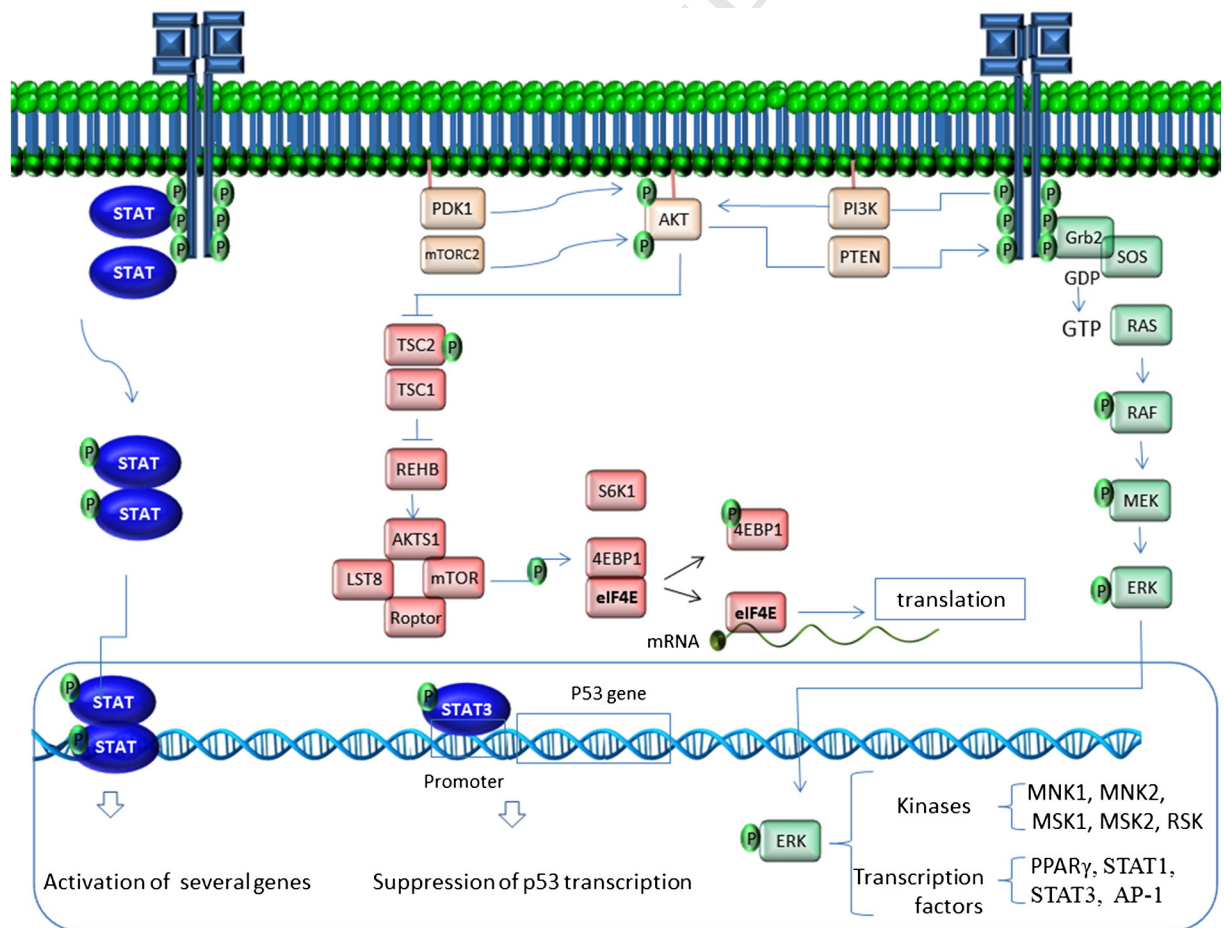 P
P
P
P
P
P
P
P
P
P
P
P
P
P
STAT
STAT
PDK1
mTORC2
AKT
PI3K
PTEN
Grb2
SOS
GDP
GTP
RAS
TSC2
P
TSC1
P
RAF
P
STAT
P
STAT
REHB
S6K1
P
MEK
AKTS1
LST8
mTOR
Roptor
P
4EBP1
eIF4E
P
4EBP1
eIF4E
mRNA
translation
P
ERK
P
STAT
P
STAT
P
STAT3
P53 gene
Promoter
Activation of several genes
Suppression of p53 transcription
P
ERK
Kinases
MNK1, MNK2,
MSK1, MSK2, RSK
Transcription
factors
PPARγ, STAT1,
STAT3, AP-1